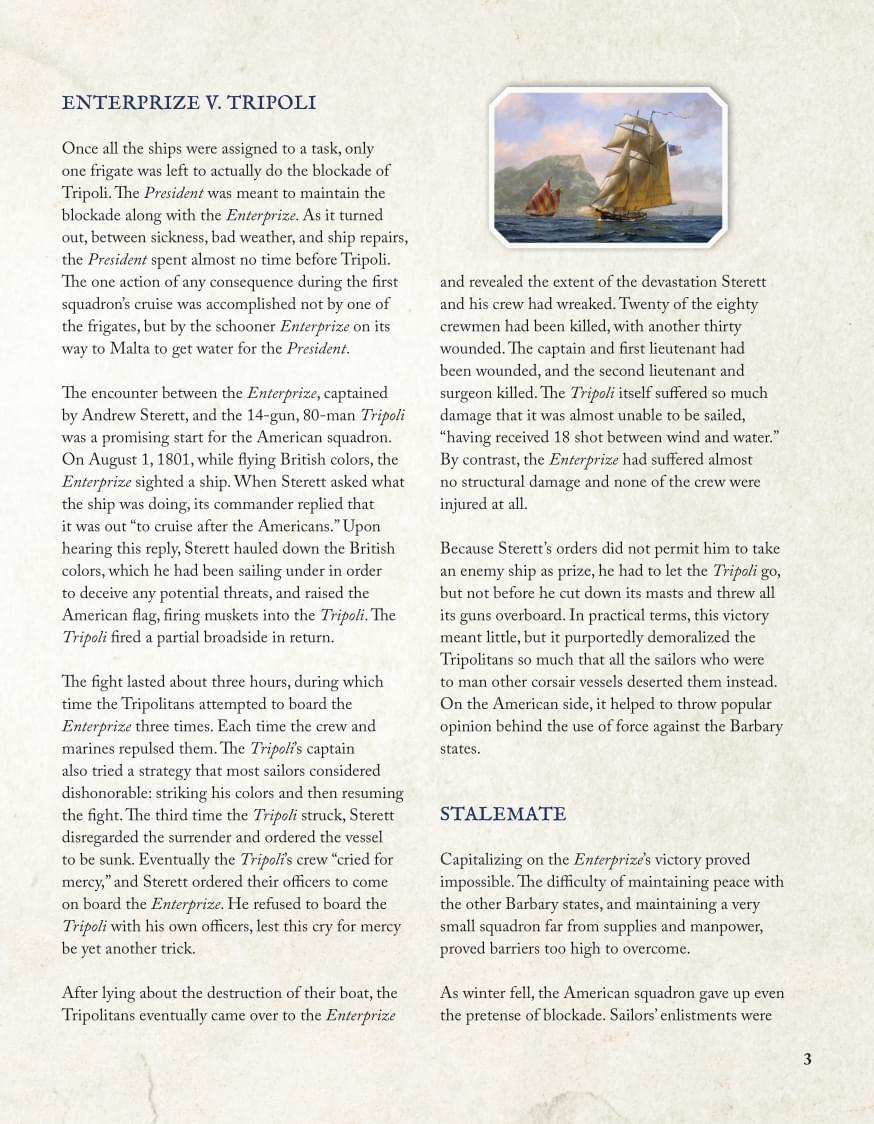 ENTERPRIZE V. TRIPOLI
Once all the ships were assigned to a task, only
one frigate was left to actually do the blockade of
Tripoli. The President was meant to maintain the
blockade along with the Enterprize. As it turned
out, between sickness, bad weather, and ship repairs,
the President spent almost no time before Tripoli.
The one action of any consequence during the first
squadron’s cruise was accomplished not by one of
the frigates, but by the schooner Enterprize on its
way to Malta to get water for the President.
The encounter between the Enterprize, captained
by Andrew Sterett, and the 14-gun, 80-man Tripoli
was a promising start for the American squadron.
On August 1, 1801, while flying British colors, the
Enterprize sighted a ship. When Sterett asked what
the ship was doing, its commander replied that
it was out “to cruise after the Americans.” Upon
hearing this reply, Sterett hauled down the British
colors, which he had been sailing under in order
to deceive any potential threats, and raised the
American flag, firing muskets into the Tripoli. The
Tripoli fired a partial broadside in return.
The fight lasted about three hours, during which
time the Tripolitans attempted to board the
Enterprize three times. Each time the crew and
marines repulsed them. The Tripoli’s captain
also tried a strategy that most sailors considered
dishonorable: striking his colors and then resuming
the fight. The third time the Tripoli struck, Sterett
disregarded the surrender and ordered the vessel
to be sunk. Eventually the Tripoli’s crew “cried for
mercy,” and Sterett ordered their officers to come
on board the Enterprize. He refused to board the
Tripoli with his own officers, lest this cry for mercy
be yet another trick.
After lying about the destruction of their boat, the
Tripolitans eventually came over to the Enterprize
and revealed the extent of the devastation Sterett
and his crew had wreaked. Twenty of the eighty
crewmen had been killed, with another thirty
wounded. The captain and first lieutenant had
been wounded, and the second lieutenant and
surgeon killed. The Tripoli itself suffered so much
damage that it was almost unable to be sailed,
“having received 18 shot between wind and water.”
By contrast, the Enterprize had suffered almost
no structural damage and none of the crew were
injured at all.
Because Sterett’s orders did not permit him to take
an enemy ship as prize, he had to let the Tripoli go,
but not before he cut down its masts and threw all
its guns overboard. In practical terms, this victory
meant little, but it purportedly demoralized the
Tripolitans so much that all the sailors who were
to man other corsair vessels deserted them instead.
On the American side, it helped to throw popular
opinion behind the use of force against the Barbary
states.
STALEMATE
Capitalizing on the Enterprize’s victory proved
impossible. The difficulty of maintaining peace with
the other Barbary states, and maintaining a very
small squadron far from supplies and manpower,
proved barriers too high to overcome.
As winter fell, the American squadron gave up even
the pretense of blockade. Sailors’ enlistments were
3